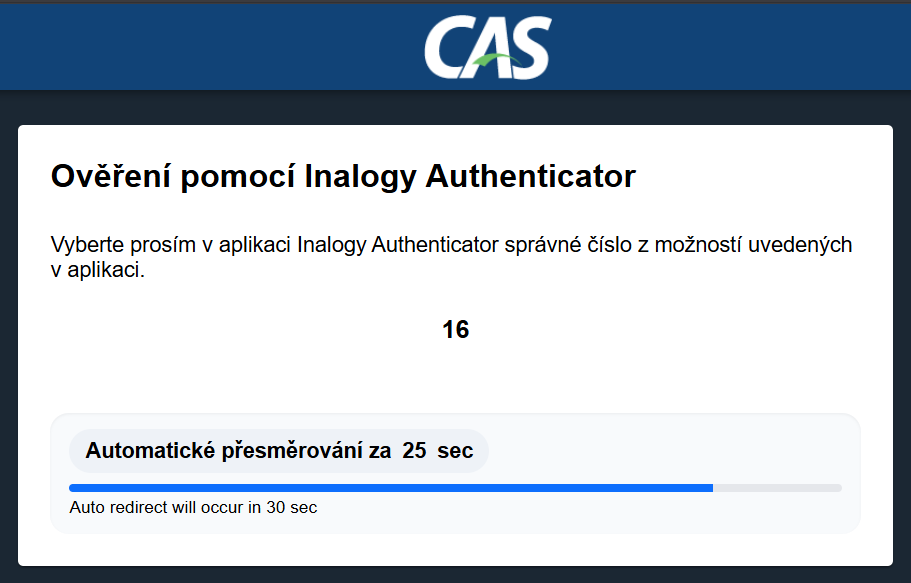 CAS
Ověření pomocí Inalogy Authenticator
Vyberte prosím v aplikaci Inalogy Authenticator správné číslo z možností uvedených
v aplikaci.
16
Automatické přesměrování za 25 sec
Auto redirect will occur in 30 sec